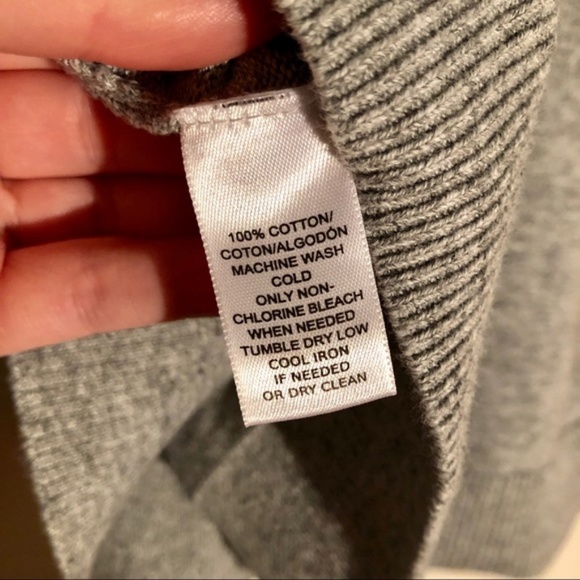 100% COTTON/
COTON/ALGODÓN
MACHINE WASH
COLD
ONLY NON-
CHLORINE BLEACH
WHEN NEEDED
TUMBLE DRY LOW
COOL IRON
IF NEEDED
OR DRY CLEAN